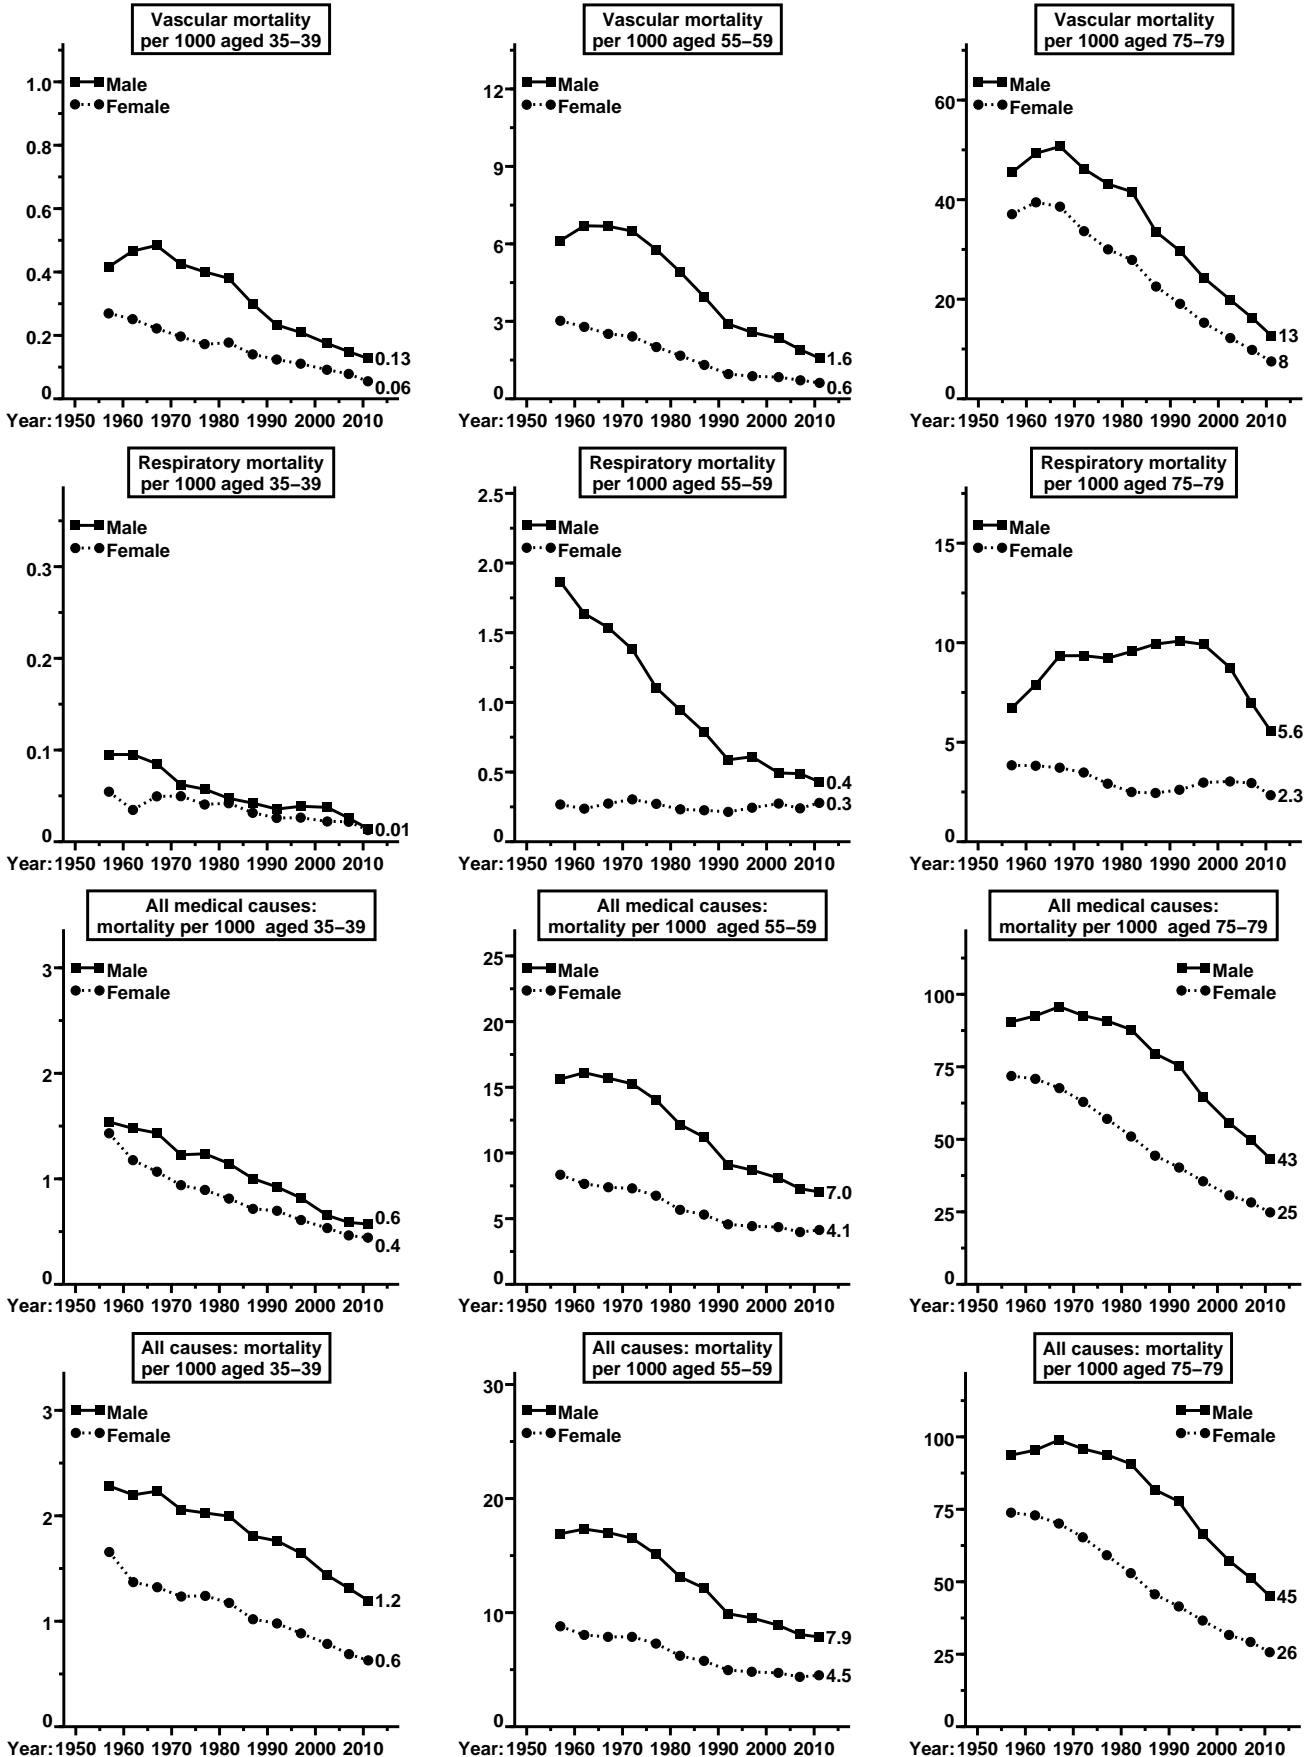 Vascular mortality
per 1000 aged 35–39
1.0
0.8
0.6
0.4
0.2
0
Male
Female
0.13
0.06
Year: 1950 1960 1970 1980 1990 2000 2010
Vascular mortality
per 1000 aged 55–59
12
9
6
3
0
Male
Female
1.6
0.6
1950 1960 1970 1980 1990 2000 2010
Vascular mortality
per 1000 aged 75–79
60
40
20
0
Male
Female
13
8
Year: 1950 1960 1970 1980 1990 2000 2010
Respiratory mortality
per 1000 aged 35–39
0.3
0.2
0.1
0
Male
Female
0.01
Year: 1950 1960 1970 1980 1990 2000 2010
Respiratory mortality
per 1000 aged 55–59
2.5
2.0
1.5
1.0
0.5
0
Male
Female
0.4
0.3
Year: 1950 1960 1970 1980 1990 2000 2010
Respiratory mortality
per 1000 aged 75–79
15
10
5
0
Male
Female
5.6
2.3
Year: 1950 1960 1970 1980 1990 2000 2010
All medical causes:
mortality per 1000 aged 35–39
3
2
1
0
Male
Female
0.6
0.4
Year: 1950 1960 1970 1980 1990 2000 2010
All medical causes:
mortality per 1000 aged 55–59
25
20
15
10
5
0
Male
Female
7.0
4.1
Year: 1950 1960 1970 1980 1990 2000 2010
All medical causes:
mortality per 1000 aged 75–79
100
75
50
25
0
Male
Female
43
25
Year: 1950 1960 1970 1980 1990 2000 2010
All causes: mortality
per 1000 aged 35–39
3
2
1
0
Male
Female
1.2
0.6
Year: 1950 1960 1970 1980 1990 2000 2010
All causes: mortality
per 1000 aged 55–59
30
20
10
0
Male
Female
7.9
4.5
Year: 1950 1960 1970 1980 1990 2000 2010
All causes: mortality
per 1000 aged 75–79
100
75
50
25
0
Male
Female
45
26
Year: 1950 1960 1970 1980 1990 2000 2010